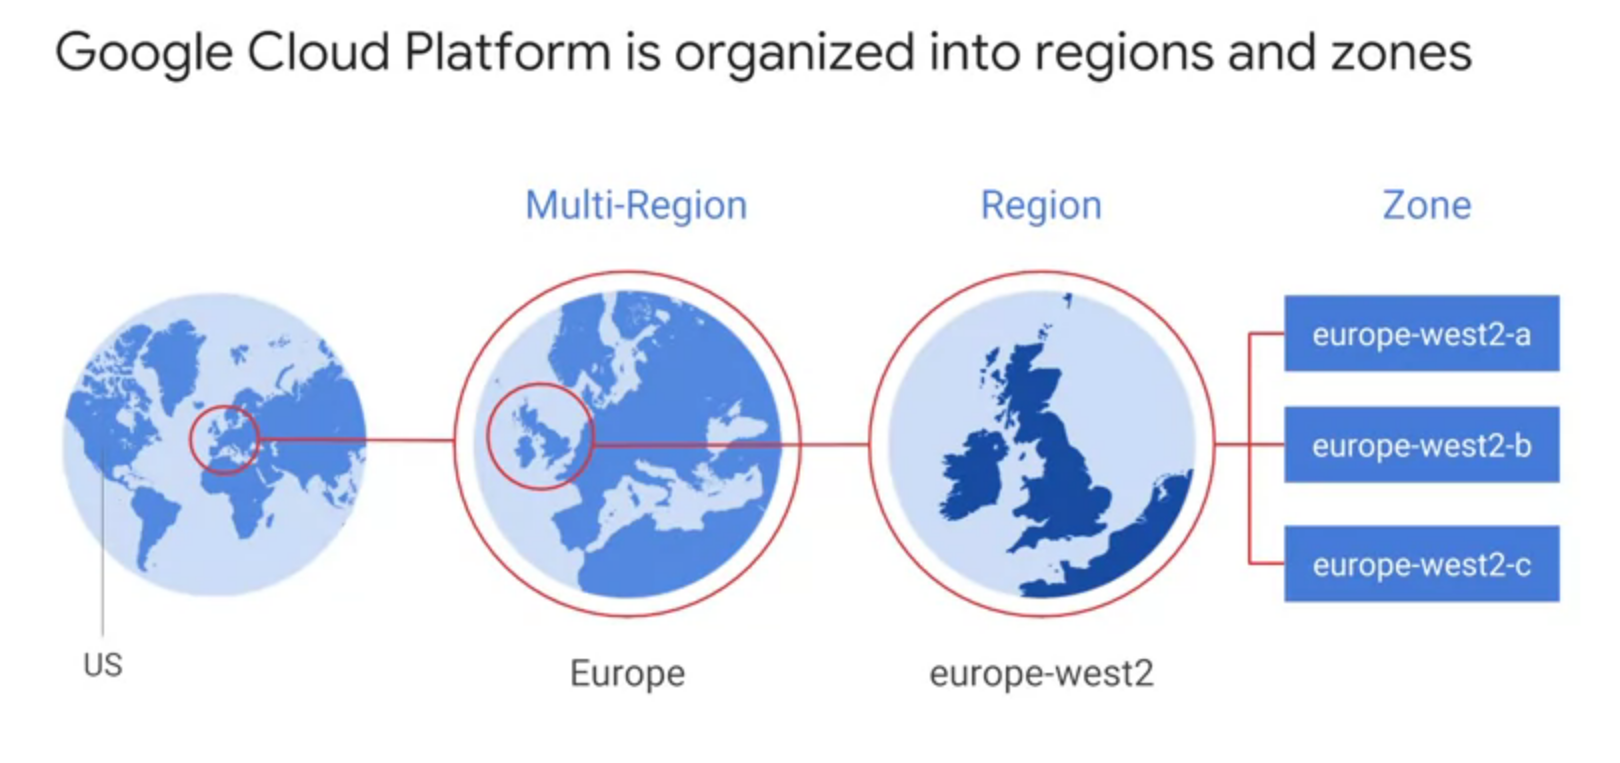 Google Cloud Platform is organized into regions and zones
Multi-Region
Region
Zone
europe-west2-a
europe-west2-b
europe-west2-c
US
Europe
europe-west2